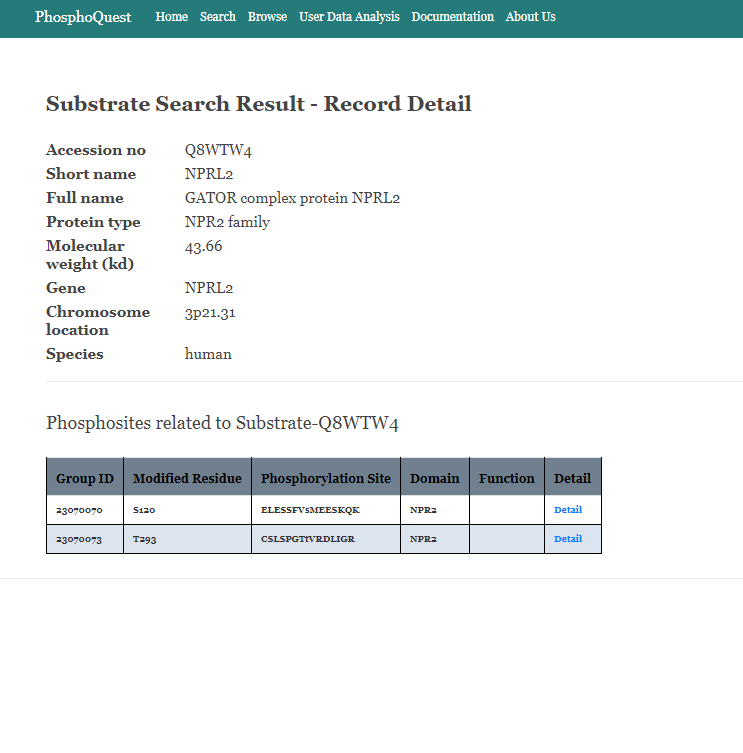 PhosphoQuest Home Search Browse User Data Analysis Documentation About Us
Substrate Search Result - Record Detail
Accession no Q8WTW4
Short name NPRL2
Full name GATOR complex protein NPRL2
Protein type NPR2 family
Molecular weight (kd) 43.66
Gene NPRL2
Chromosome location 3p21.31
Species human
Phosphosites related to Substrate-Q8WTW4
Group ID Modified Residue Phosphorylation Site Domain Function Detail
23070070 S120 ELESSFVsMEESKQK NPR2 Detail
23070073 T293 CSLSPGTtVRDLIGR NPR2 Detail